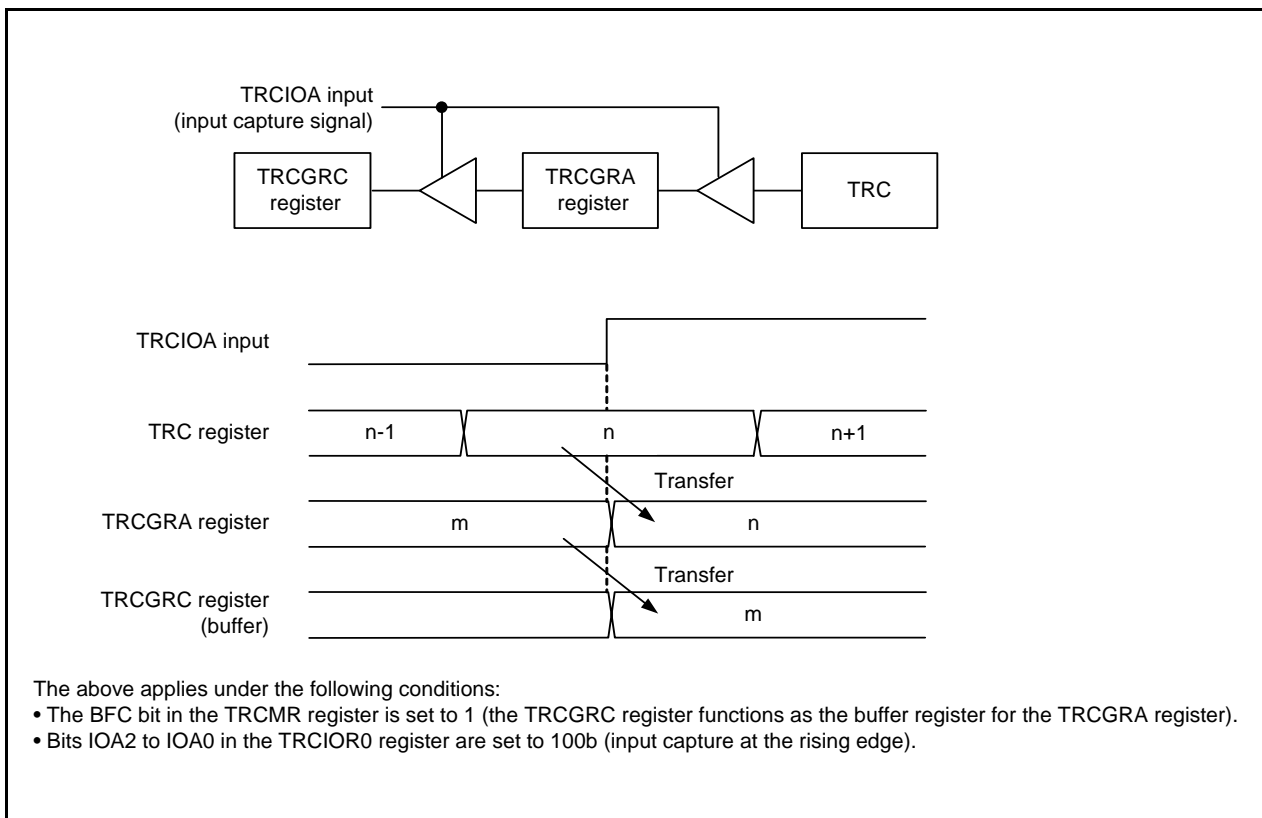 TRCIOA input
(input capture signal)
TRCGRC
register
TRCGRA
register
TRC
TRCIOA input
TRC register
n-1
n
n+1
Transfer
TRCGRA register
m
n
Transfer
TRCGRC register
(buffer)
m
The above applies under the following conditions:
• The BFC bit in the TRCMR register is set to 1 (the TRCGRC register functions as the buffer register for the TRCGRA register).
• Bits IOA2 to IOA0 in the TRCIOR0 register are set to 100b (input capture at the rising edge).